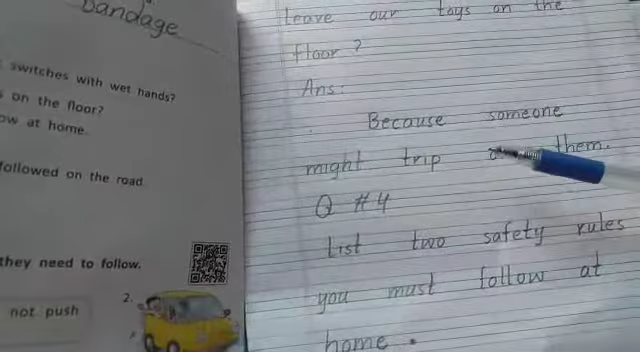 bandage
switches with wet hands?
on the floor?
ow at home.
followed on the road.
they need to follow.
not push
2.
leave our toys on the
floor?
Ans:
Because someone
might trip them.
Q #4
List two safety rules
you must follow at
home.